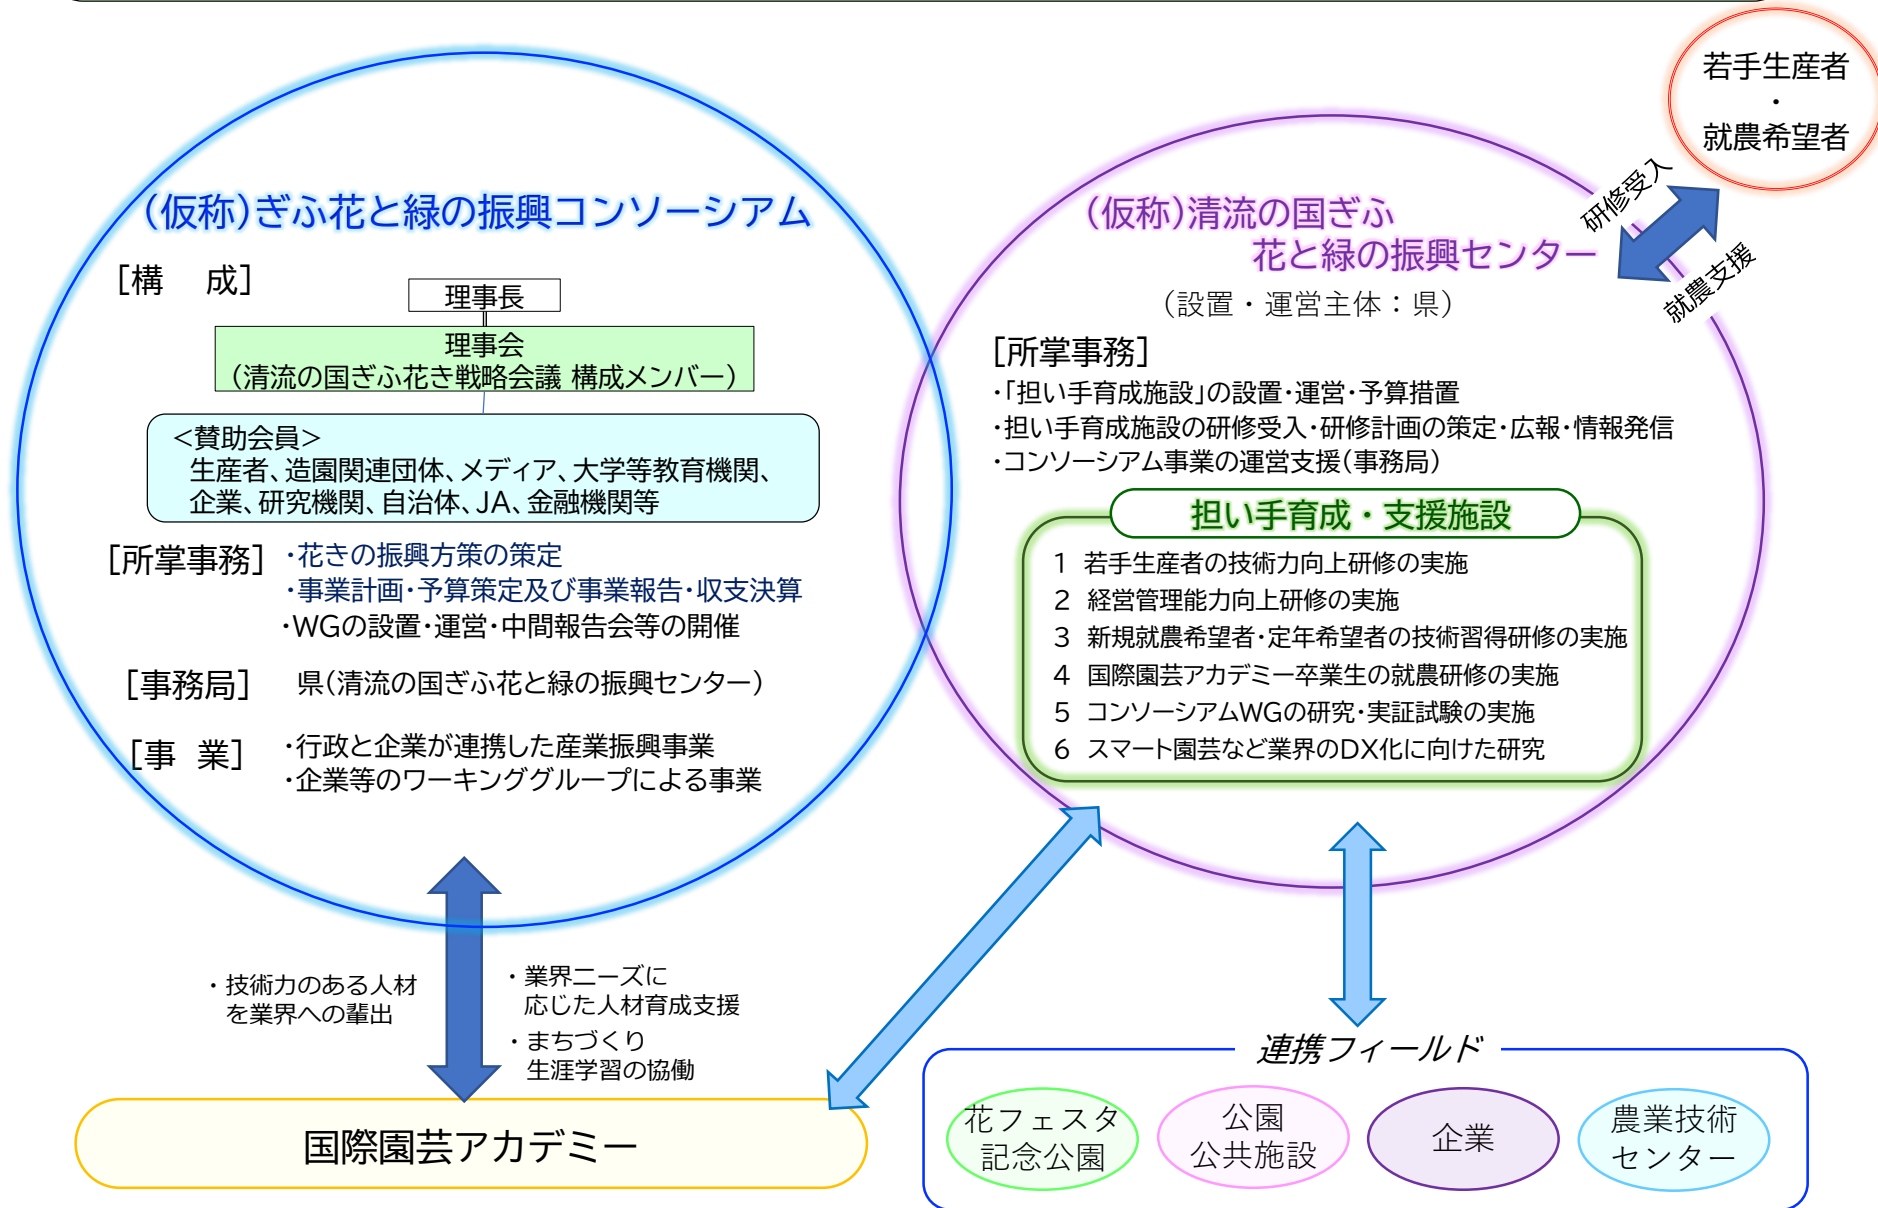 (仮称)ぎふ花と緑の振興コンソーシアム
[構　成]
理事長
理事会
(清流の国ぎふ花き戦略会議 構成メンバー)
<賛助会員>
生産者、造園関連団体、メディア、大学等教育機関、
企業、研究機関、自治体、JA、金融機関等
[所掌事務]
・花きの振興方策の策定
・事業計画・予算策定及び事業報告・収支決算
・WGの設置・運営・中間報告会等の開催
[事務局]　県(清流の国ぎふ花と緑の振興センター)
[事　業]
・行政と企業が連携した産業振興事業
・企業等のワーキンググループによる事業
(仮称)清流の国ぎふ
花と緑の振興センター
(設置・運営主体：県)
[所掌事務]
・「担い手育成施設」の設置・運営・予算措置
・担い手育成施設の研修受入・研修計画の策定・広報・情報発信
・コンソーシアム事業の運営支援(事務局)
担い手育成・支援施設
1 若手生産者の技術力向上研修の実施
2 経営管理能力向上研修の実施
3 新規就農希望者・定年希望者の技術習得研修の実施
4 国際園芸アカデミー卒業生の就農研修の実施
5 コンソーシアムWGの研究・実証試験の実施
6 スマート園芸など業界のDX化に向けた研究
若手生産者
・
就農希望者
研修受入
就農支援
・技術力のある人材
を業界への輩出
・業界ニーズに
応じた人材育成支援
・まちづくり
生涯学習の協働
国際園芸アカデミー
連携フィールド
花フェスタ
記念公園
公園
公共施設
企業
農業技術
センター